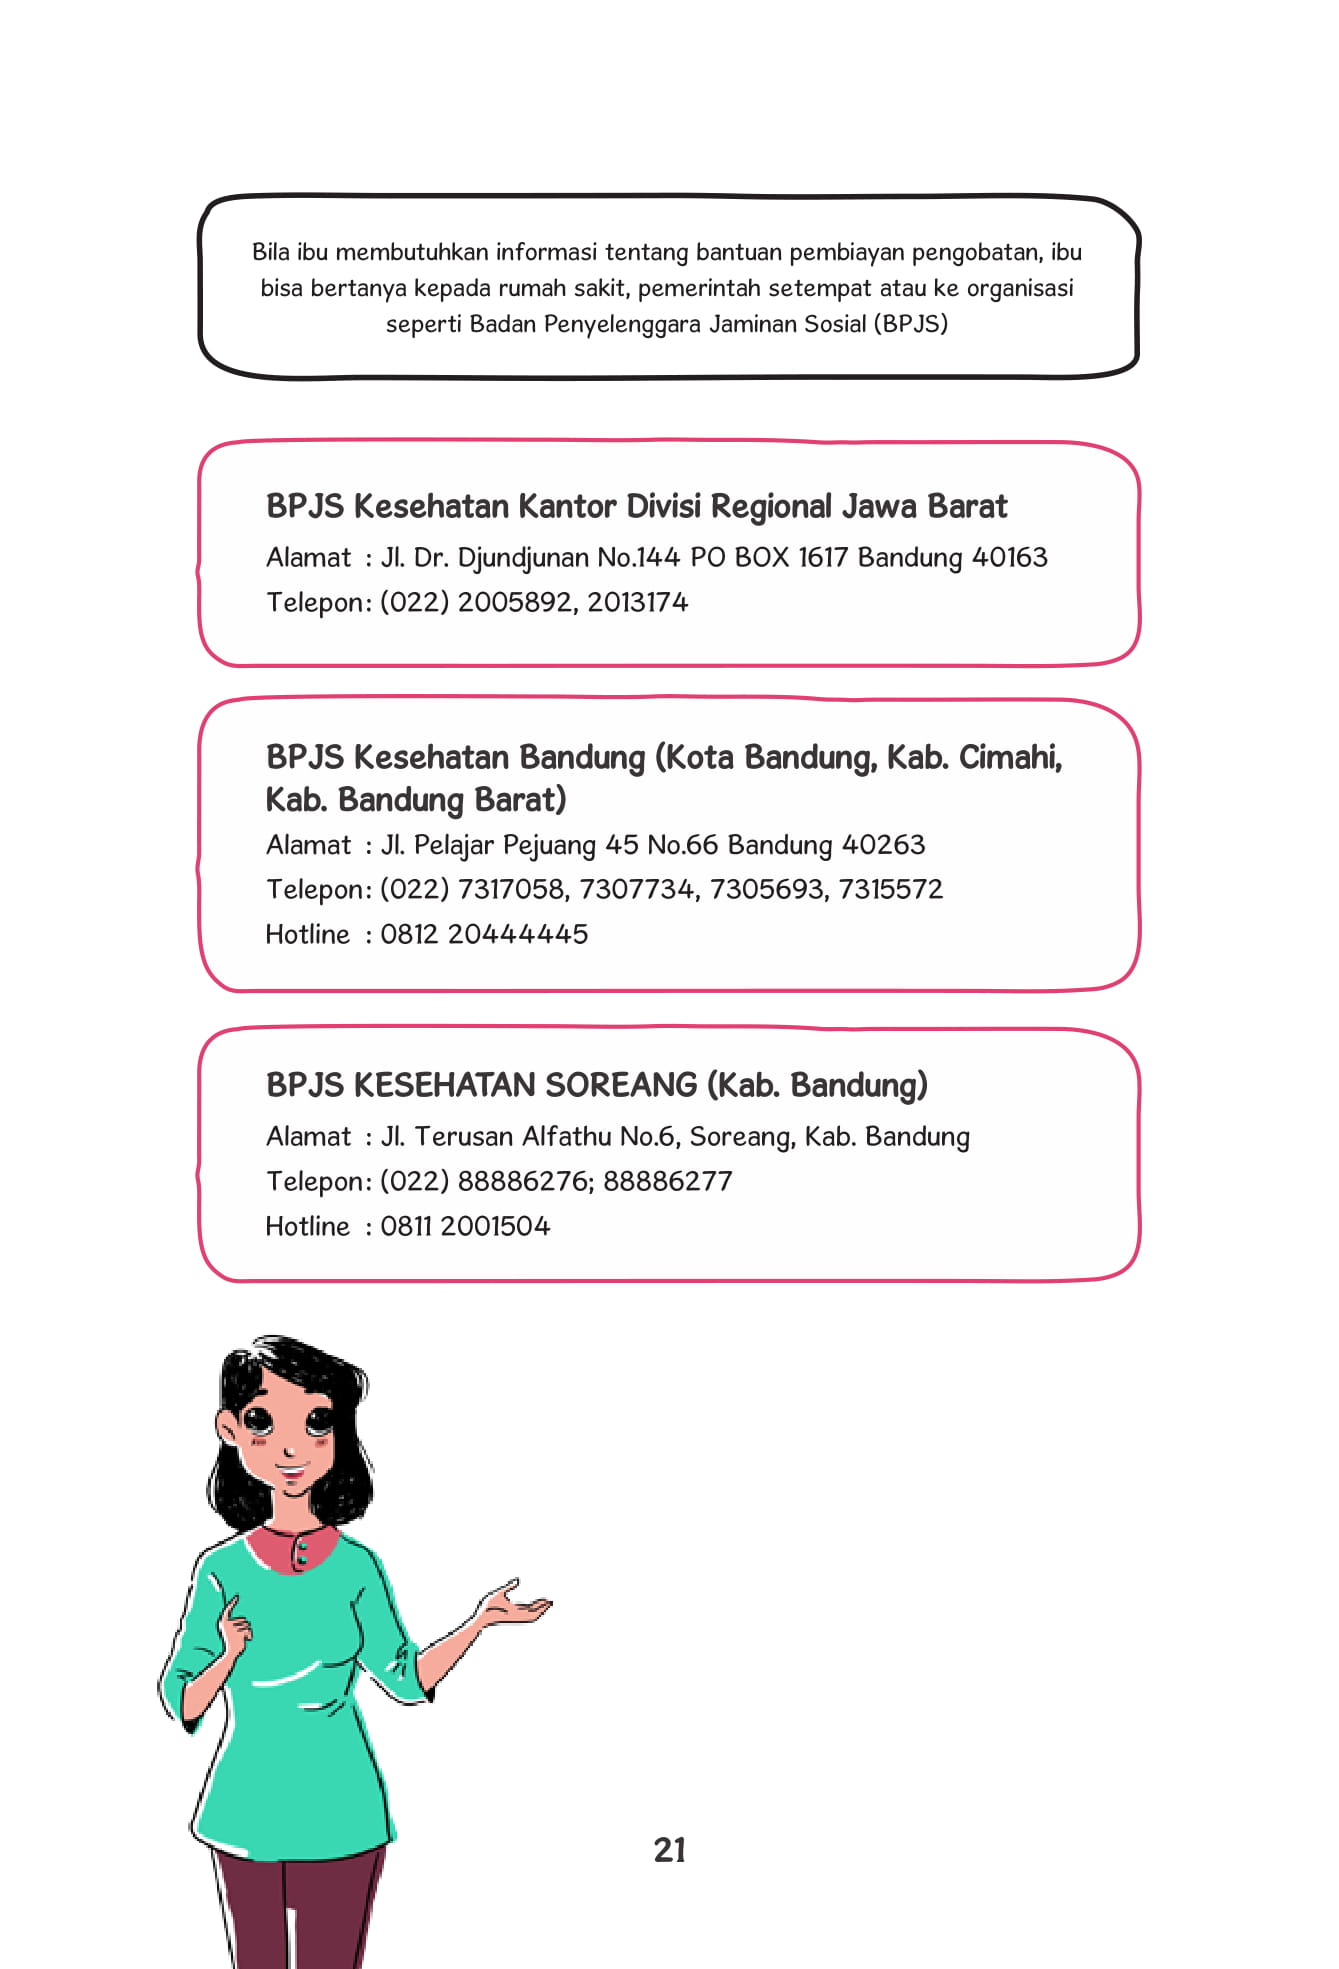 Bila ibu membutuhkan informasi tentang bantuan pembiayan pengobatan, ibu
bisa bertanya kepada rumah sakit, pemerintah setempat atau ke organisasi
seperti Badan Penyelenggara Jaminan Sosial (BPJS)
BPJS Kesehatan Kantor Divisi Regional Jawa Barat
Alamat : Jl. Dr. Djundjunan No.144 PO BOX 1617 Bandung 40163
Telepon: (022) 2005892, 2013174
BPJS Kesehatan Bandung (Kota Bandung, Kab. Cimahi,
Kab. Bandung Barat)
Alamat : Jl. Pelajar Pejuang 45 No.66 Bandung 40263
Telepon: (022) 7317058, 7307734, 7305693, 7315572
Hotline : 0812 20444445
BPJS KESEHATAN SOREANG (Kab. Bandung)
Alamat : Jl. Terusan Alfathu No.6, Soreang, Kab. Bandung
Telepon: (022) 88886276; 88886277
Hotline : 0811 2001504
21